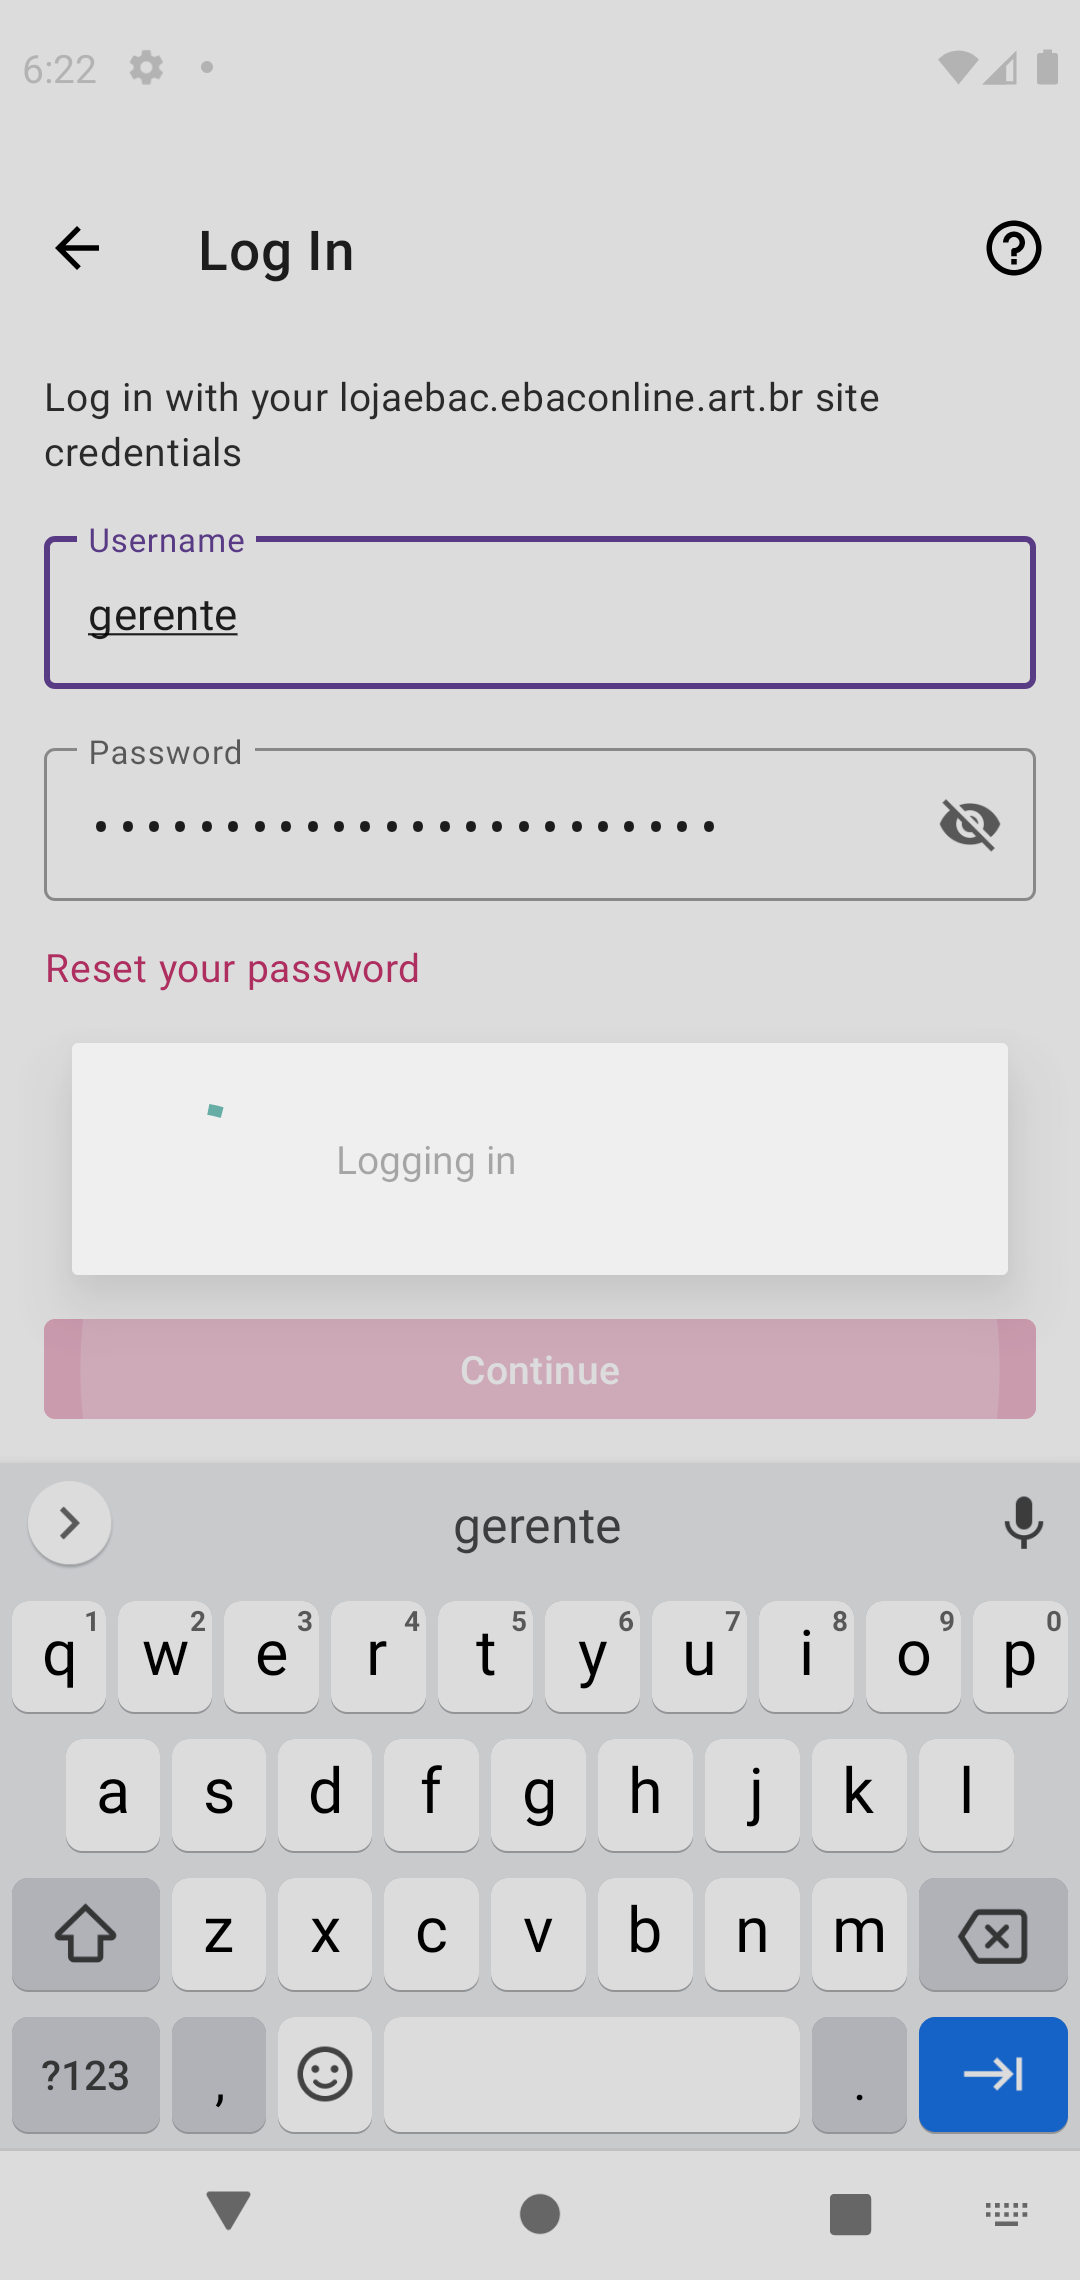 6:22
Log In
Log in with your lojaebac.ebaconline.art.br site
credentials
Username
gerente
Password
••••••••••••••••••••••••
Reset your password
Logging in
Continue
gerente
q1 w2 e3 r4 t5 y6 u7 i8 o9 p0
a s d f g h j k l
z x c v b n m
?123 , .